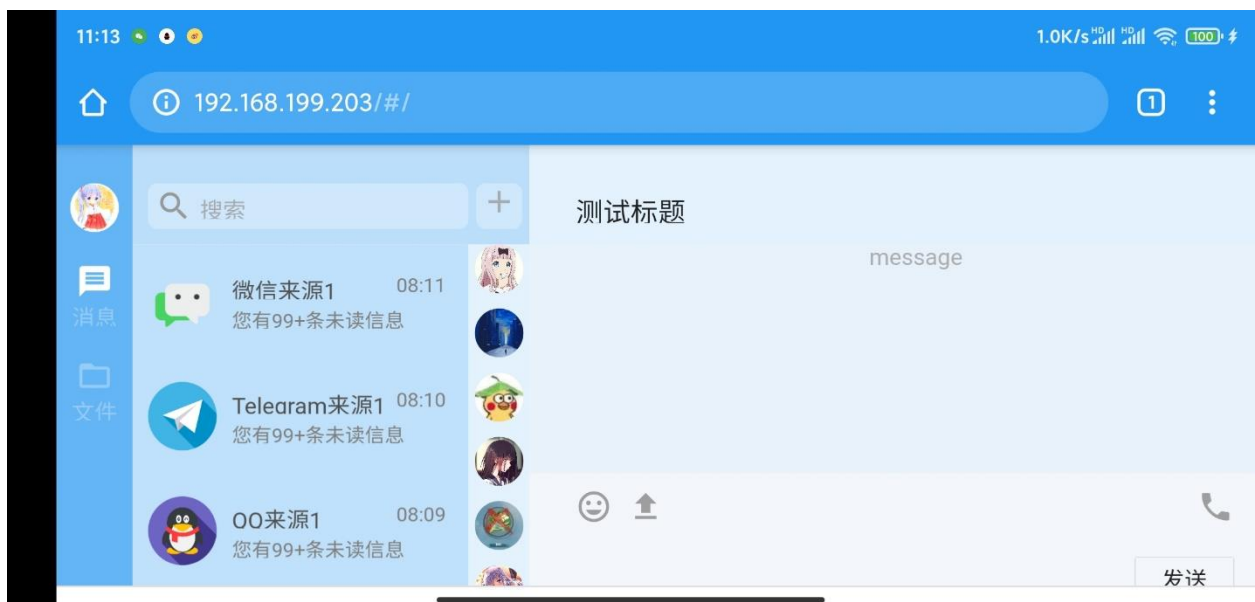 11:13
1.0K/s HD HD 100
192.168.199.203/#/
1
搜索
测试标题
message
消息
文件
微信来源1 08:11
您有99+条未读信息
Telegram来源1 08:10
您有99+条未读信息
QQ来源1 08:09
您有99+条未读信息
发送